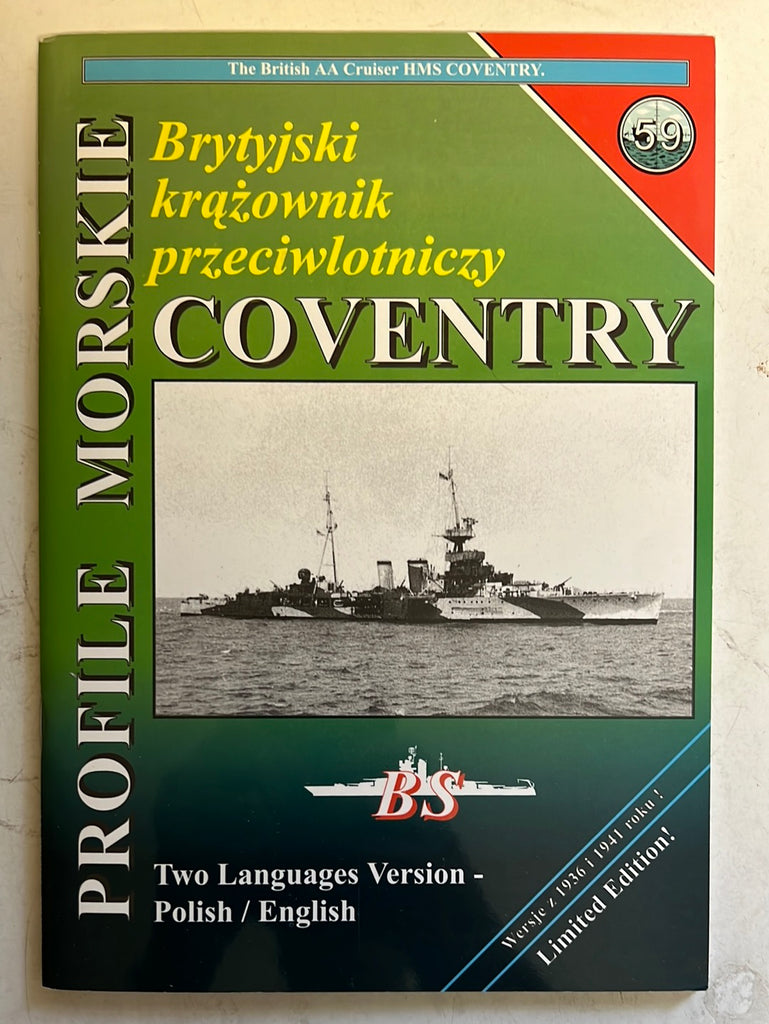 The British AA Cruiser HMS COVENTRY.
59
PROFILE MORSKIE
Brytyjski
krążownik
przeciwlotniczy
COVENTRY
BS
Two Languages Version -
Polish / English
Wersje z 1936 i 1941 roku !
Limited Edition!